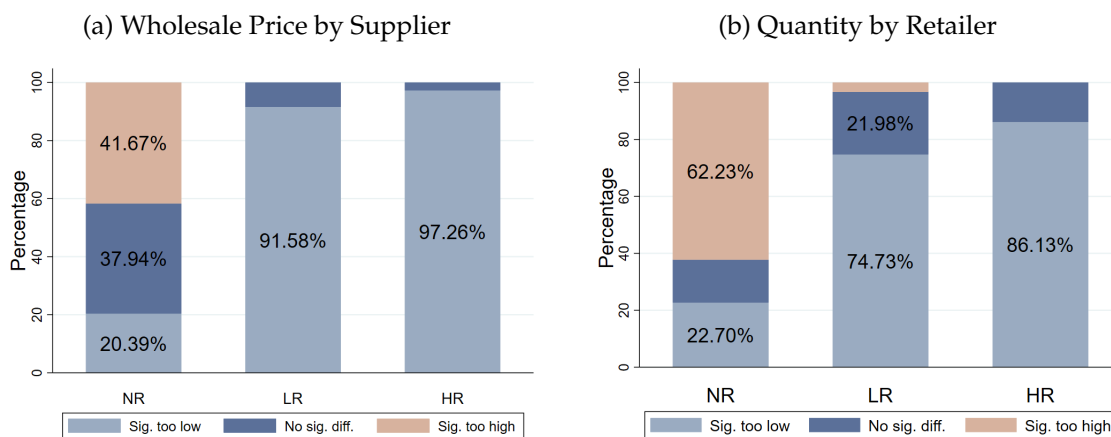 (a) Wholesale Price by Supplier
Percentage
100
80
60
40
20
0
41.67%
37.94%
20.39%
91.58%
97.26%
NR
LR
HR
Sig. too low
No sig. diff.
Sig. too high
(b) Quantity by Retailer
Percentage
100
80
60
40
20
0
62.23%
22.70%
21.98%
74.73%
86.13%
NR
LR
HR
Sig. too low
No sig. diff.
Sig. too high